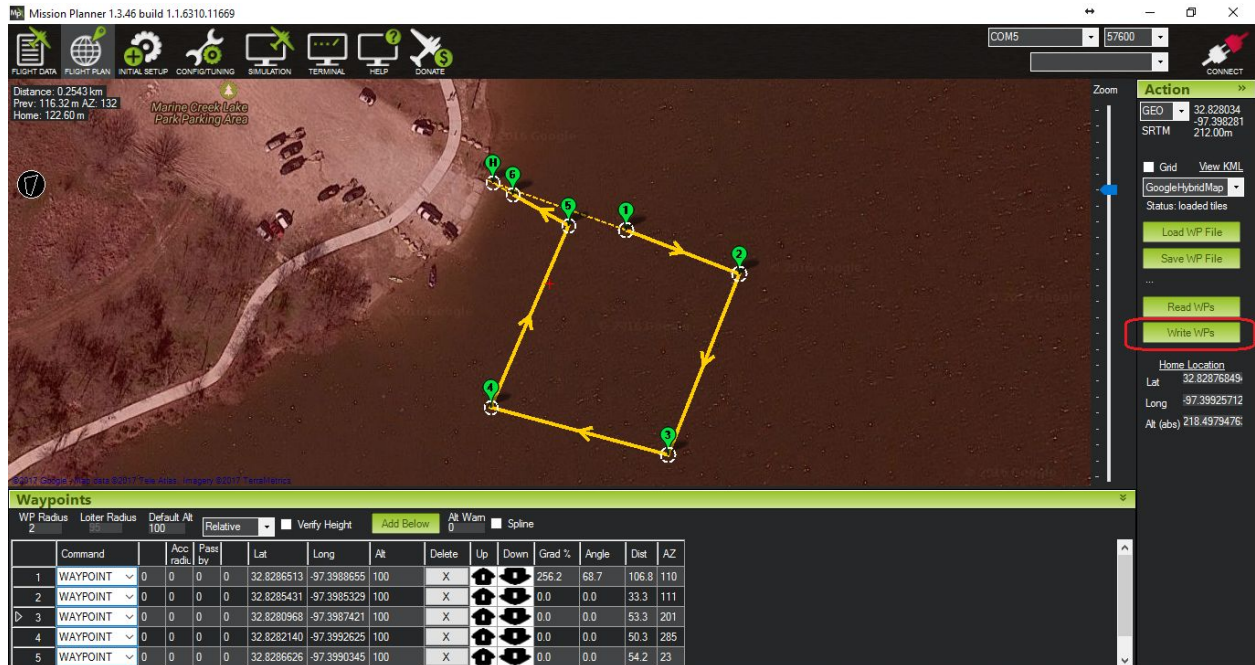 Mission Planner 1.3.46 build 1.1.6310.11669
FLIGHT DATA FLIGHT PLAN INITIAL SETUP CONFIG/TUNING SIMULATION TERMINAL HELP DONATE
COM5 57600
CONNECT
Distance: 0.2543 km
Prev: 116.32 m AZ: 132
Home: 122.60 m
Marine Creek Lake
Park Parking Area
H 6 5 1 2 4 3
Zoom
Action
GEO 32.828034
-97.398281
SRTM 212.00m
Grid View KML
GoogleHybridMap
Status: loaded tiles
Load WP File
Save WP File
...
Read WPs
Write WPs
Home Location
Lat 32.82876849
Long -97.39925712
Alt (abs) 218.4979476
©2017 Google - Map data ©2017 Tele Atlas, Imagery ©2017 TerraMetrics
Waypoints
WP Radius Loiter Radius Default Alt
2 100 Relative Verify Height Add Below Alt Warn 0 Spline
Command Acc radiu Pass by Lat Long Alt Delete Up Down Grad % Angle Dist AZ
1 WAYPOINT 0 0 0 0 32.8286513 -97.3988655 100 X 256.2 68.7 106.8 110
2 WAYPOINT 0 0 0 0 32.8285431 -97.3985329 100 X 0.0 0.0 33.3 111
3 WAYPOINT 0 0 0 0 32.8280968 -97.3987421 100 X 0.0 0.0 53.3 201
4 WAYPOINT 0 0 0 0 32.8282140 -97.3992625 100 X 0.0 0.0 50.3 285
5 WAYPOINT 0 0 0 0 32.8286626 -97.3990345 100 X 0.0 0.0 54.2 23